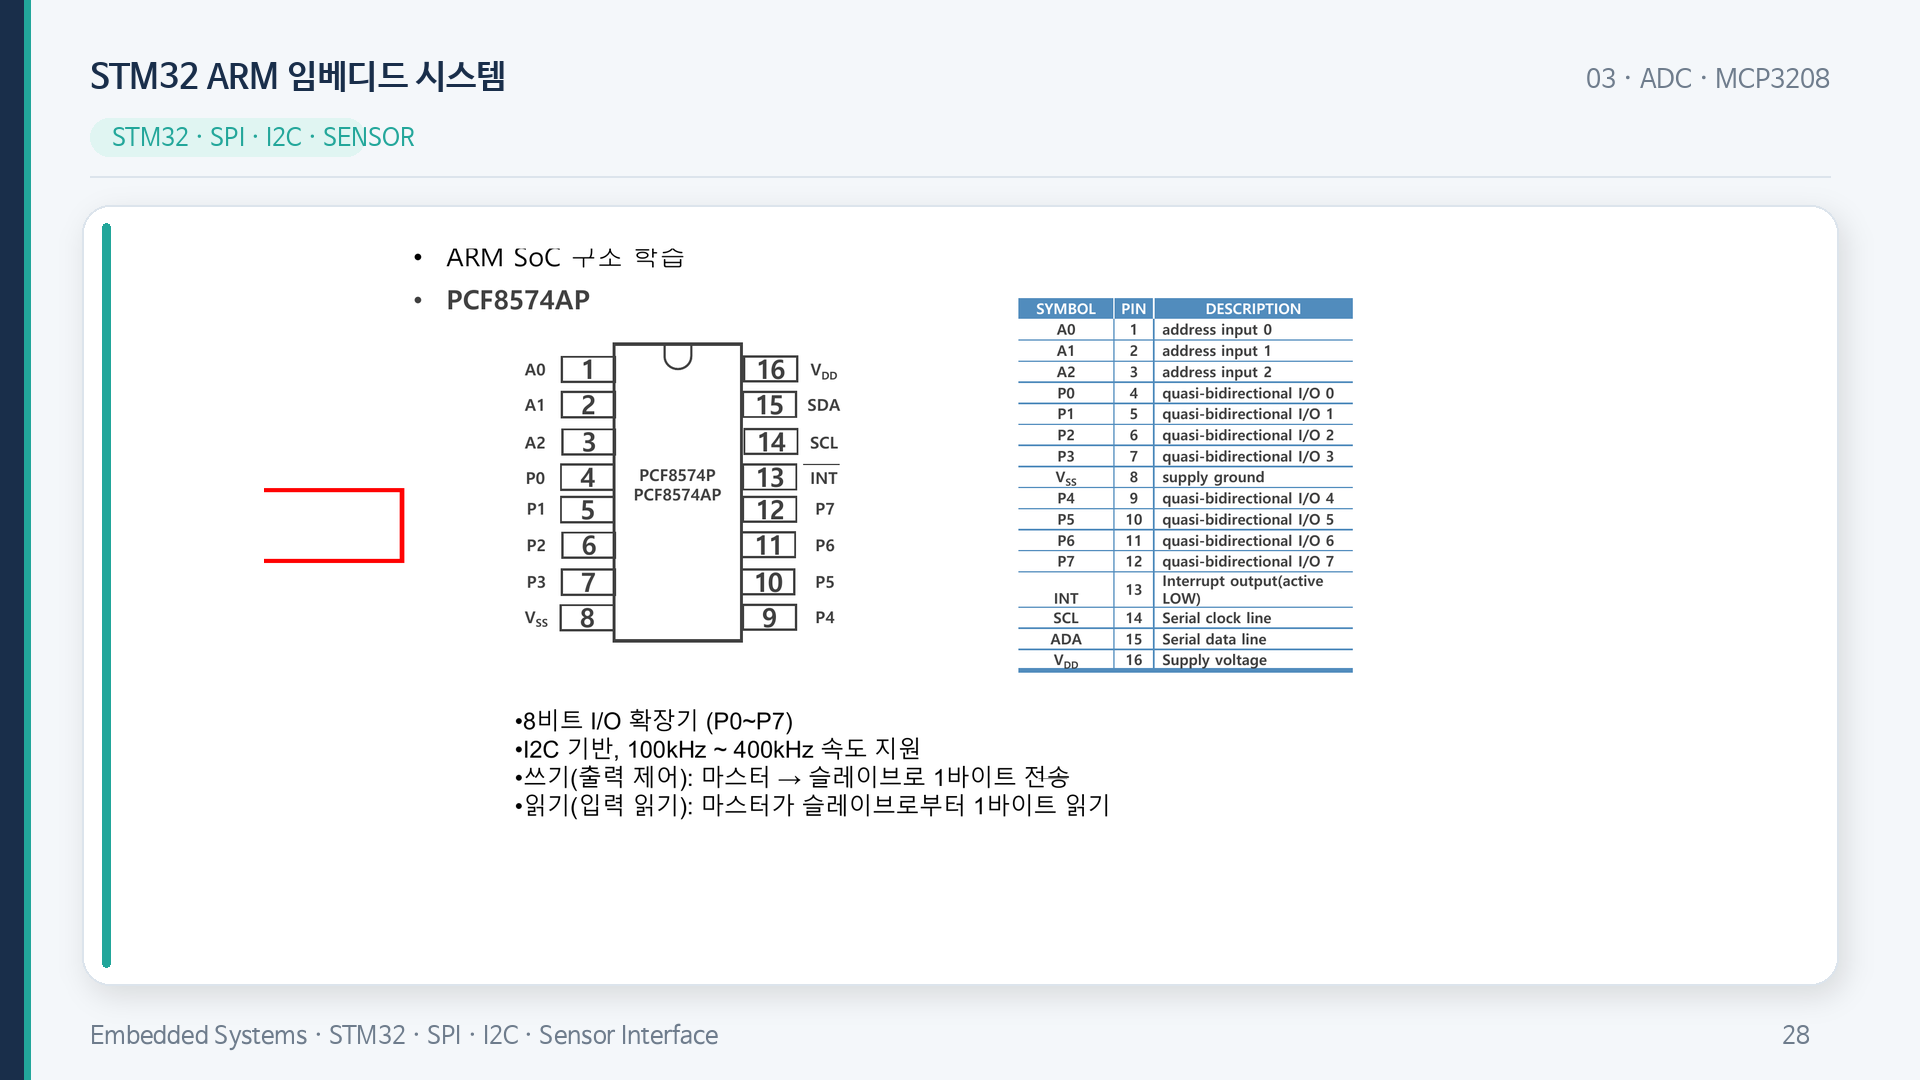 STM32 ARM 임베디드 시스템
03 · ADC · MCP3208
STM32 · SPI · I2C · SENSOR
• ARM SoC 구조 학습
• PCF8574AP
A0 1
A1 2
A2 3
P0 4
P1 5
P2 6
P3 7
VSS 8
PCF8574P
PCF8574AP
16 VDD
15 SDA
14 SCL
13 INT
12 P7
11 P6
10 P5
9 P4
SYMBOL PIN DESCRIPTION
A0 1 address input 0
A1 2 address input 1
A2 3 address input 2
P0 4 quasi-bidirectional I/O 0
P1 5 quasi-bidirectional I/O 1
P2 6 quasi-bidirectional I/O 2
P3 7 quasi-bidirectional I/O 3
VSS 8 supply ground
P4 9 quasi-bidirectional I/O 4
P5 10 quasi-bidirectional I/O 5
P6 11 quasi-bidirectional I/O 6
P7 12 quasi-bidirectional I/O 7
INT 13 Interrupt output(active
LOW)
SCL 14 Serial clock line
ADA 15 Serial data line
VDD 16 Supply voltage
•8비트 I/O 확장기 (P0~P7)
•I2C 기반, 100kHz ~ 400kHz 속도 지원
•쓰기(출력 제어): 마스터 → 슬레이브로 1바이트 전송
•읽기(입력 읽기): 마스터가 슬레이브로부터 1바이트 읽기
Embedded Systems · STM32 · SPI · I2C · Sensor Interface
28